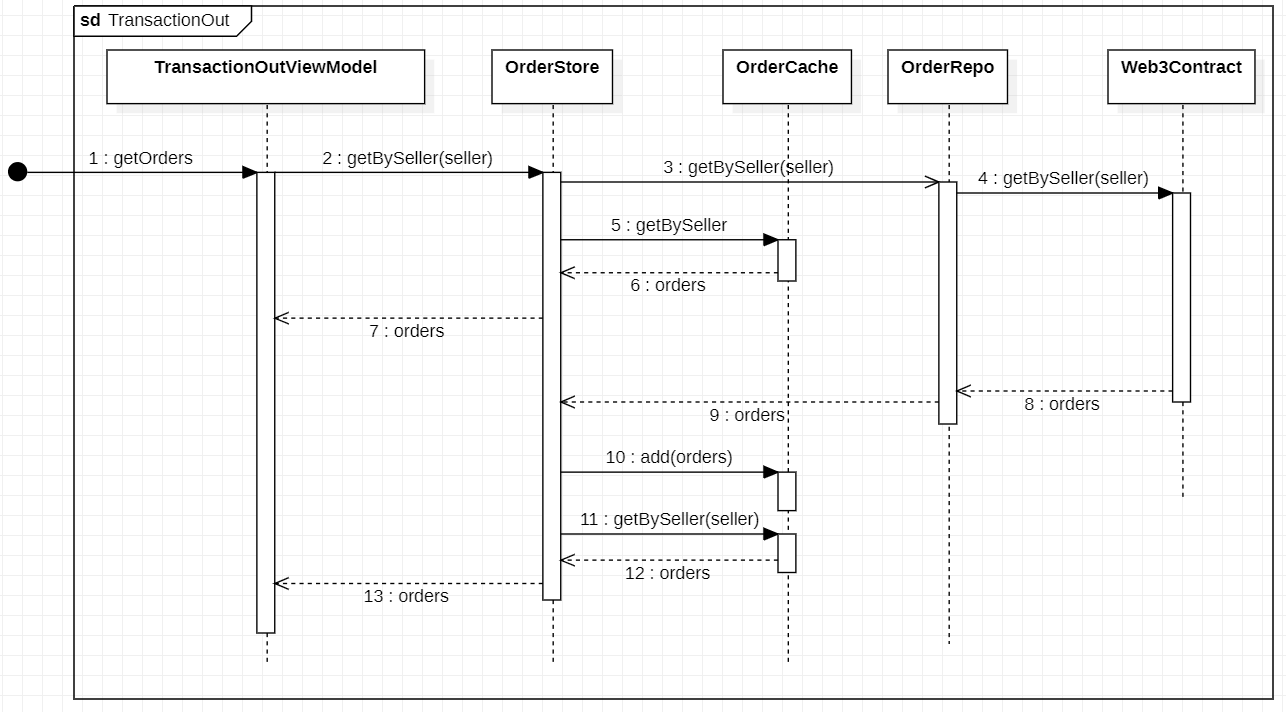 sd TransactionOut
TransactionOutViewModel
OrderStore
OrderCache
OrderRepo
Web3Contract
1 : getOrders
2 : getBySeller(seller)
3 : getBySeller(seller)
4 : getBySeller(seller)
5 : getBySeller
6 : orders
7 : orders
8 : orders
9 : orders
10 : add(orders)
11 : getBySeller(seller)
12 : orders
13 : orders